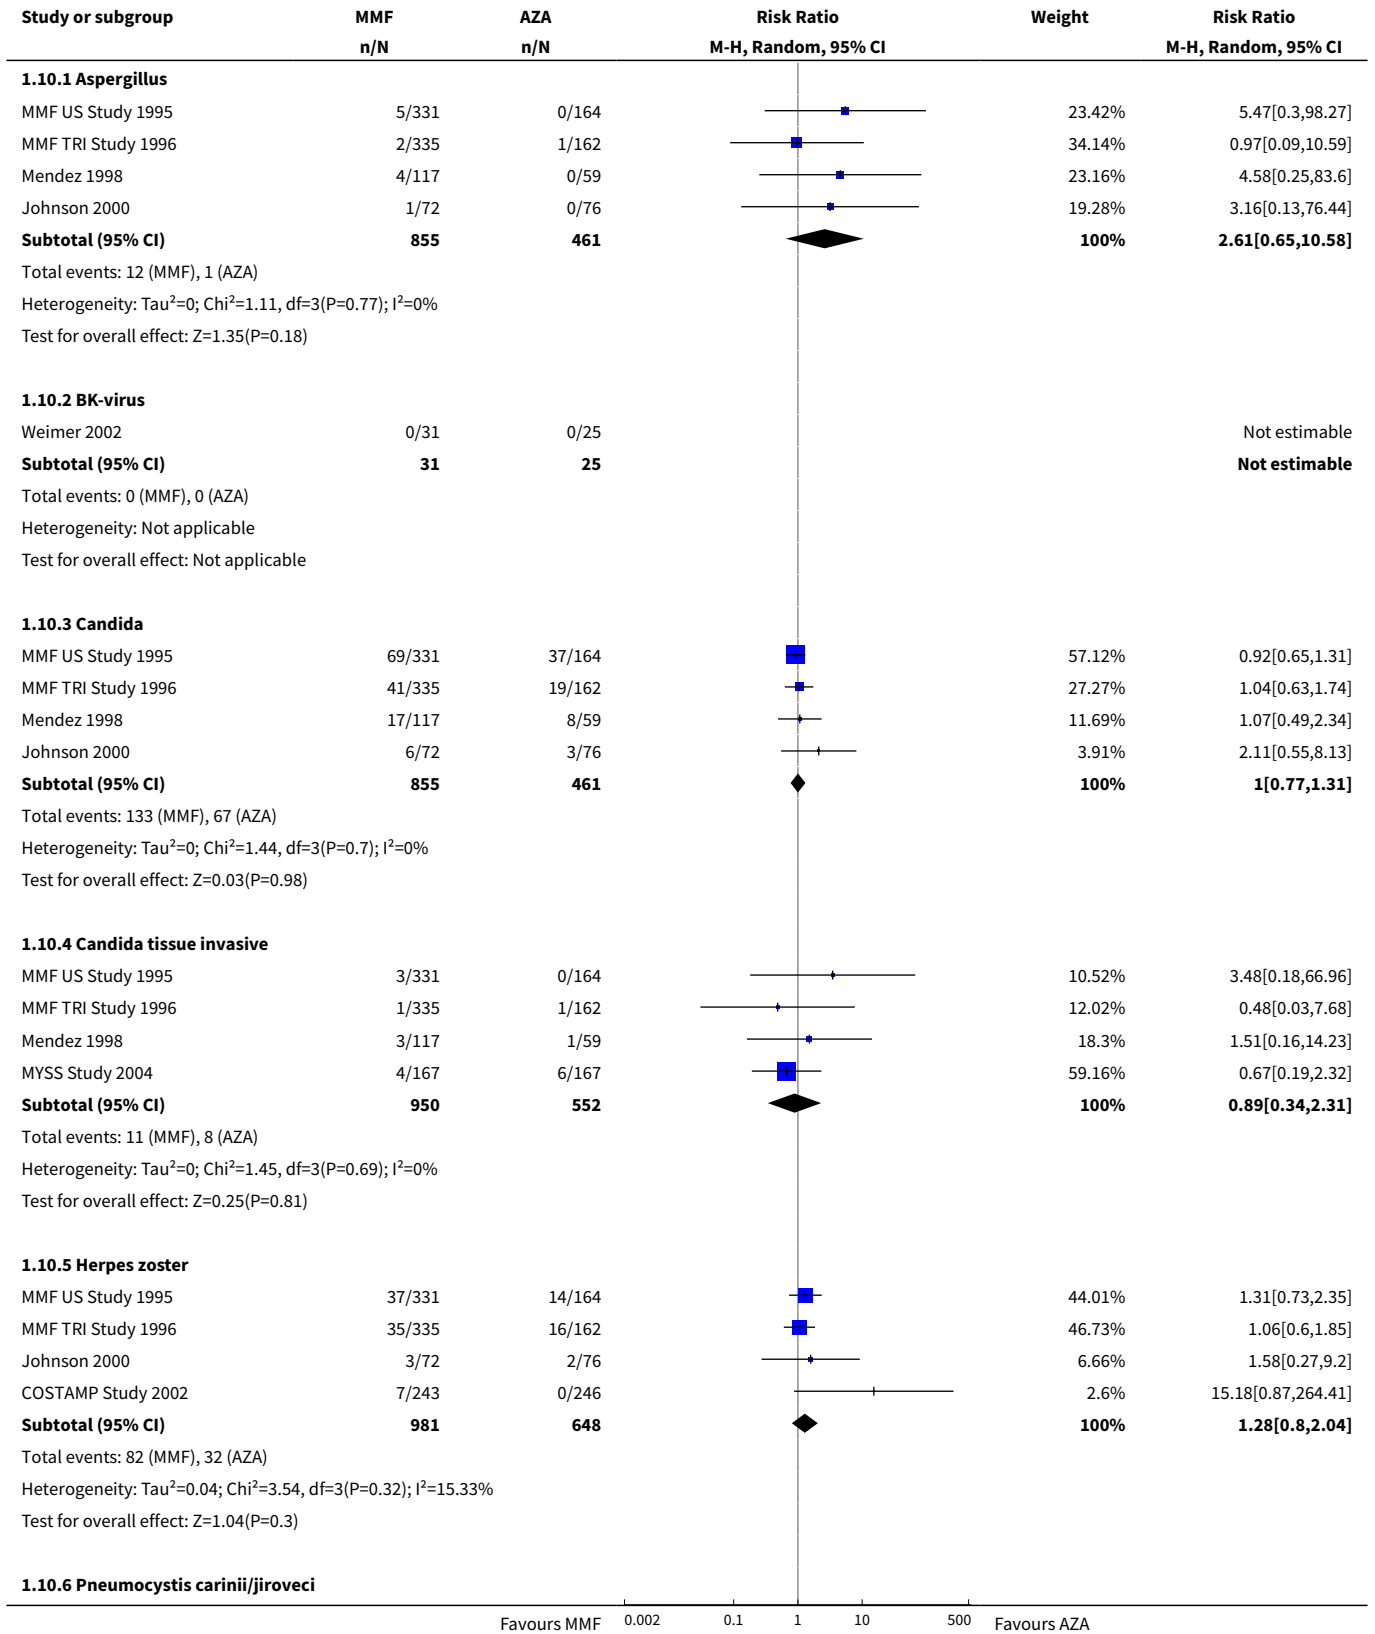 Study or subgroup MMF AZA Risk Ratio Weight Risk Ratio
n/N n/N M-H, Random, 95% CI M-H, Random, 95% CI
1.10.1 Aspergillus
MMF US Study 1995 5/331 0/164 23.42% 5.47[0.3,98.27]
MMF TRI Study 1996 2/335 1/162 34.14% 0.97[0.09,10.59]
Mendez 1998 4/117 0/59 23.16% 4.58[0.25,83.6]
Johnson 2000 1/72 0/76 19.28% 3.16[0.13,76.44]
Subtotal (95% CI) 855 461 100% 2.61[0.65,10.58]
Total events: 12 (MMF), 1 (AZA)
Heterogeneity: Tau²=0; Chi²=1.11, df=3(P=0.77); I²=0%
Test for overall effect: Z=1.35(P=0.18)
1.10.2 BK-virus
Weimer 2002 0/31 0/25 Not estimable
Subtotal (95% CI) 31 25 Not estimable
Total events: 0 (MMF), 0 (AZA)
Heterogeneity: Not applicable
Test for overall effect: Not applicable
1.10.3 Candida
MMF US Study 1995 69/331 37/164 57.12% 0.92[0.65,1.31]
MMF TRI Study 1996 41/335 19/162 27.27% 1.04[0.63,1.74]
Mendez 1998 17/117 8/59 11.69% 1.07[0.49,2.34]
Johnson 2000 6/72 3/76 3.91% 2.11[0.55,8.13]
Subtotal (95% CI) 855 461 100% 1[0.77,1.31]
Total events: 133 (MMF), 67 (AZA)
Heterogeneity: Tau²=0; Chi²=1.44, df=3(P=0.7); I²=0%
Test for overall effect: Z=0.03(P=0.98)
1.10.4 Candida tissue invasive
MMF US Study 1995 3/331 0/164 10.52% 3.48[0.18,66.96]
MMF TRI Study 1996 1/335 1/162 12.02% 0.48[0.03,7.68]
Mendez 1998 3/117 1/59 18.3% 1.51[0.16,14.23]
MYSS Study 2004 4/167 6/167 59.16% 0.67[0.19,2.32]
Subtotal (95% CI) 950 552 100% 0.89[0.34,2.31]
Total events: 11 (MMF), 8 (AZA)
Heterogeneity: Tau²=0; Chi²=1.45, df=3(P=0.69); I²=0%
Test for overall effect: Z=0.25(P=0.81)
1.10.5 Herpes zoster
MMF US Study 1995 37/331 14/164 44.01% 1.31[0.73,2.35]
MMF TRI Study 1996 35/335 16/162 46.73% 1.06[0.6,1.85]
Johnson 2000 3/72 2/76 6.66% 1.58[0.27,9.2]
COSTAMP Study 2002 7/243 0/246 2.6% 15.18[0.87,264.41]
Subtotal (95% CI) 981 648 100% 1.28[0.8,2.04]
Total events: 82 (MMF), 32 (AZA)
Heterogeneity: Tau²=0.04; Chi²=3.54, df=3(P=0.32); I²=15.33%
Test for overall effect: Z=1.04(P=0.3)
1.10.6 Pneumocystis carinii/jiroveci
Favours MMF 0.002 0.1 1 10 500 Favours AZA